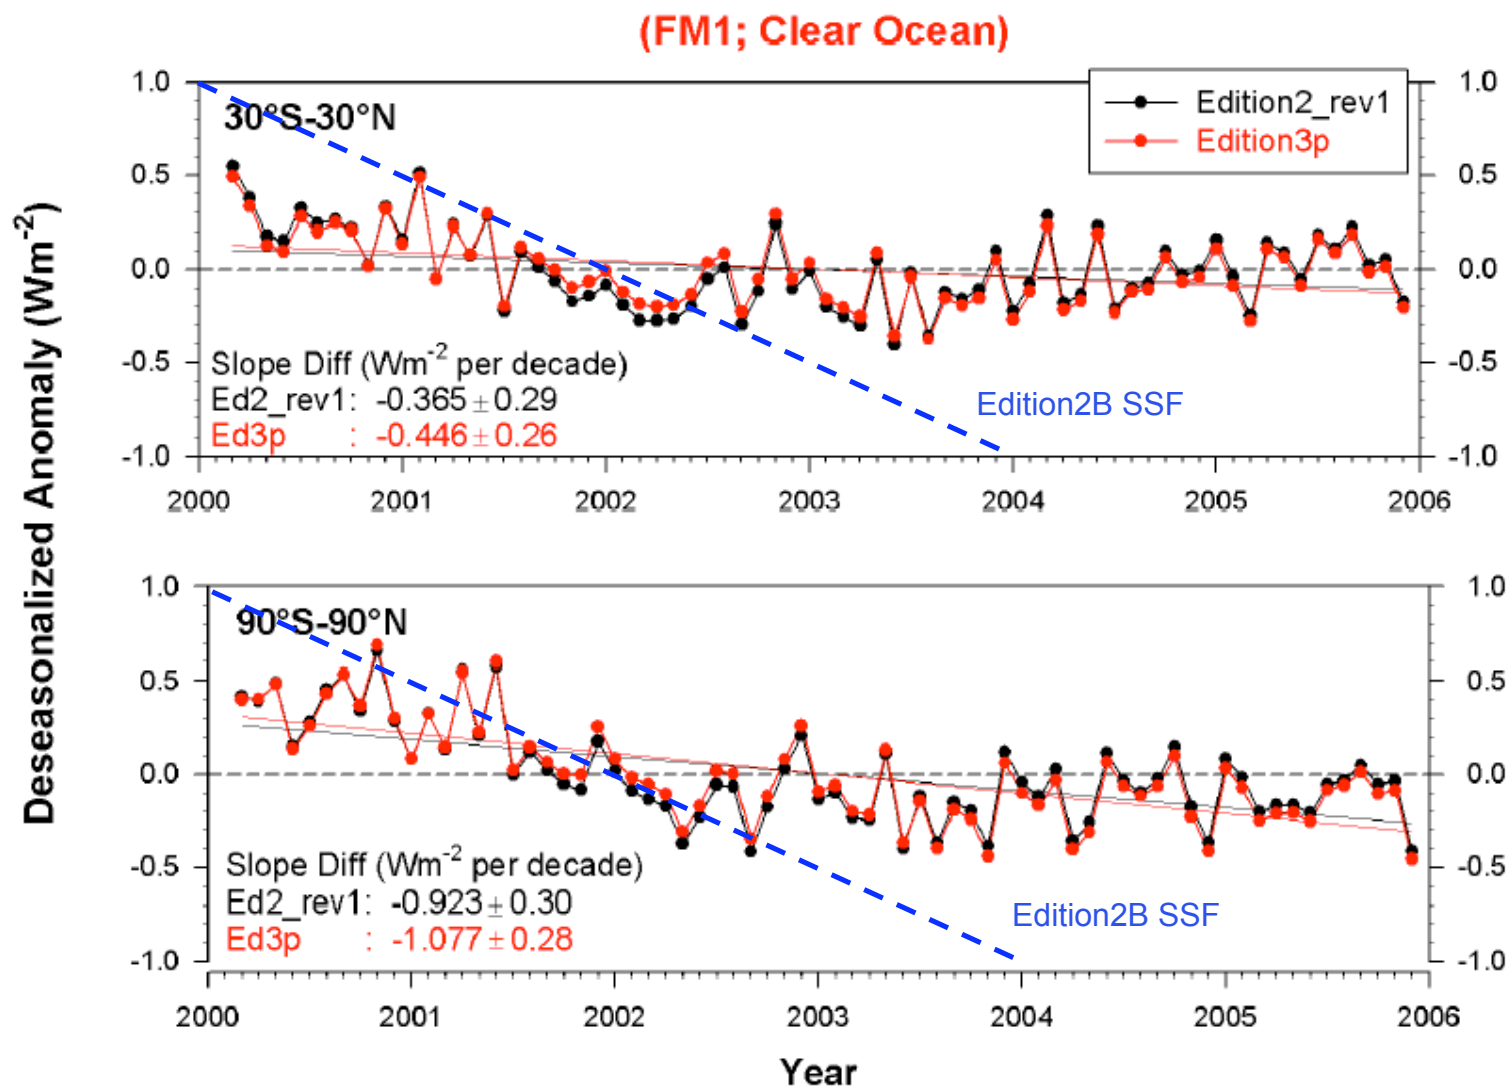 (FM1; Clear Ocean)
1.0
0.5
0.0
-0.5
-1.0
30°S-30°N
Edition2_rev1
Edition3p
1.0
0.5
0.0
-0.5
-1.0
Slope Diff (Wm-2 per decade)
Ed2_rev1: -0.365±0.29
Ed3p : -0.446±0.26
Edition2B SSF
2000 2001 2002 2003 2004 2005 2006
Deseasonalized Anomaly (Wm-2)
1.0
0.5
0.0
-0.5
-1.0
90°S-90°N
1.0
0.5
0.0
-0.5
-1.0
Slope Diff (Wm-2 per decade)
Ed2_rev1: -0.923±0.30
Ed3p : -1.077±0.28
Edition2B SSF
2000 2001 2002 2003 2004 2005 2006
Year